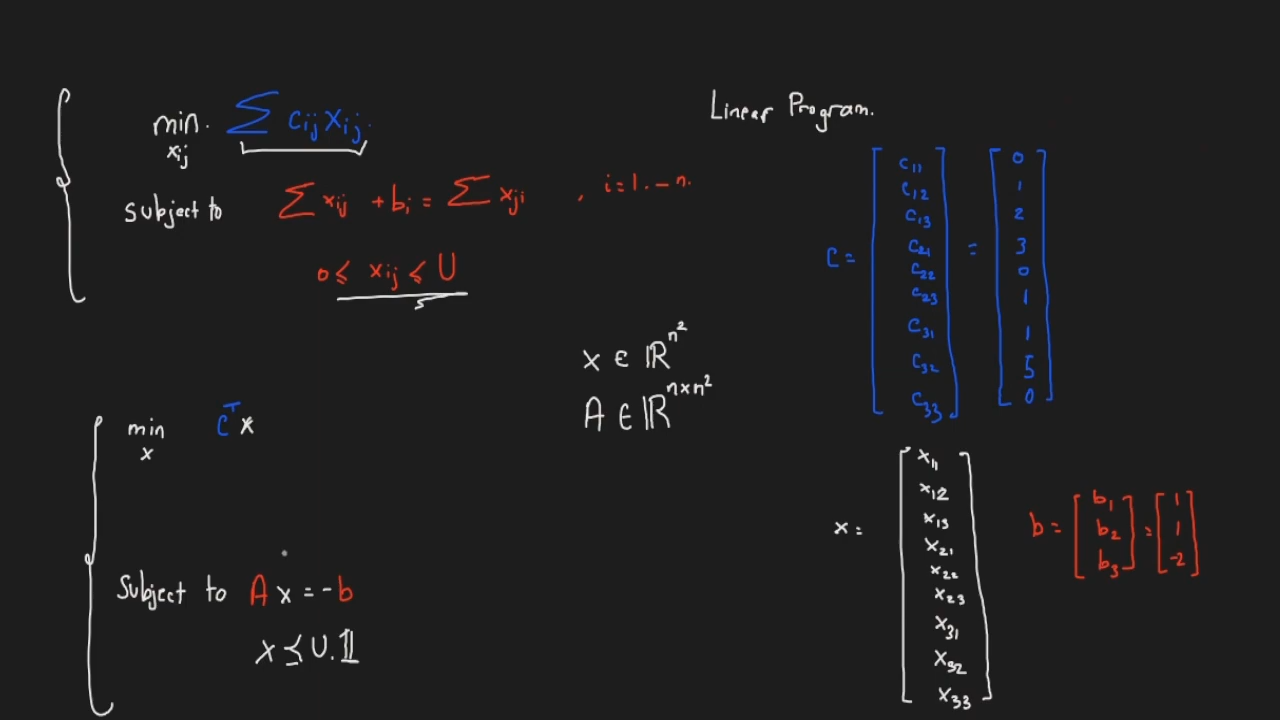 Linear Program.
min. Σ cᵢⱼ xᵢⱼ.
xᵢⱼ
subject to Σ xᵢⱼ + bᵢ = Σ xⱼᵢ , i=1.–n.
0 ≤ xᵢⱼ ≤ U
x ∈ ℝ^{n²}
A ∈ ℝ^{n×n²}
min Cᵀx
x
Subject to Ax = -b
x ⪯ U.𝟙
C =
c₁₁
c₁₂
c₁₃
c₂₁
c₂₂
c₂₃
c₃₁
c₃₂
c₃₃
=
0
1
2
3
0
1
1
5
0
x =
x₁₁
x₁₂
x₁₃
x₂₁
x₂₂
x₂₃
x₃₁
x₃₂
x₃₃
b =
b₁
b₂
b₃
=
1
1
-2